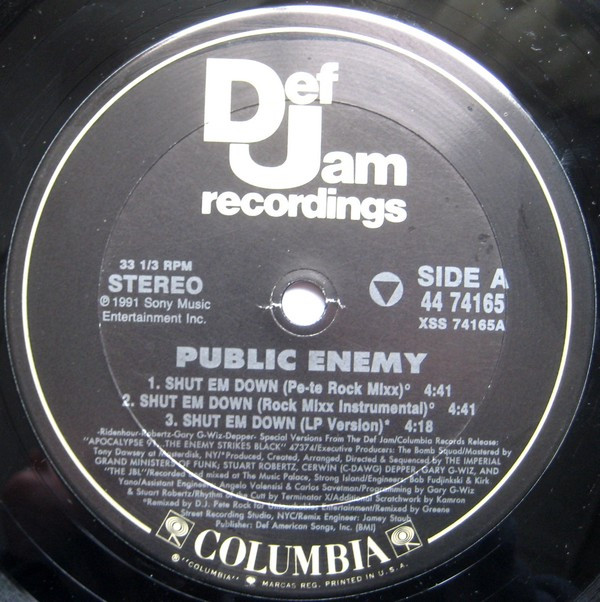 Def
Jam
recordings
33 1/3 RPM
STEREO
℗ 1991 Sony Music
Entertainment Inc.
SIDE A
44 74165
XSS 74165A
PUBLIC ENEMY
1. SHUT EM DOWN (Pe-te Rock Mixx)° 4:41
2. SHUT EM DOWN (Rock Mixx Instrumental)° 4:41
3. SHUT EM DOWN (LP Version)* 4:18
-Ridenhour-Robertz-Gary G-Wiz-Depper- Special Versions From The Def Jam/Columbia Records Release:
"APOCALYPSE 91...THE ENEMY STRIKES BLACK" 47374/Executive Producers: The Bomb Squad/Mastered by
Tony Dawsey at Masterdisk, NY/*Produced, Created, Arranged, Directed & Sequenced by THE IMPERIAL
GRAND MINISTERS OF FUNK; STUART ROBERTZ, CERWIN (C-DAWG) DEPPER, GARY G-WIZ, AND
"THE JBL"/Recorded and mixed at The Music Palace, Strong Island/Engineers: Bob Fudjinkski & Kirk
Yano/Assistant Engineers: Angelo Valensisi & Carlos Savetman/Programming by Gary G-Wiz
& Stuart Robertz/Rhythm of the Cutt by Terminator X/Additional Scratchwork by Kamron
°Remixed by D.J. Pete Rock for Untouchables Entertainment/Remixed by Greene
Street Recording Studio, NYC/Remix Engineer: Jamey Staub
Publisher: Def American Songs, Inc. (BMI)
COLUMBIA
® "COLUMBIA" MARCAS REG. PRINTED IN U.S.A.